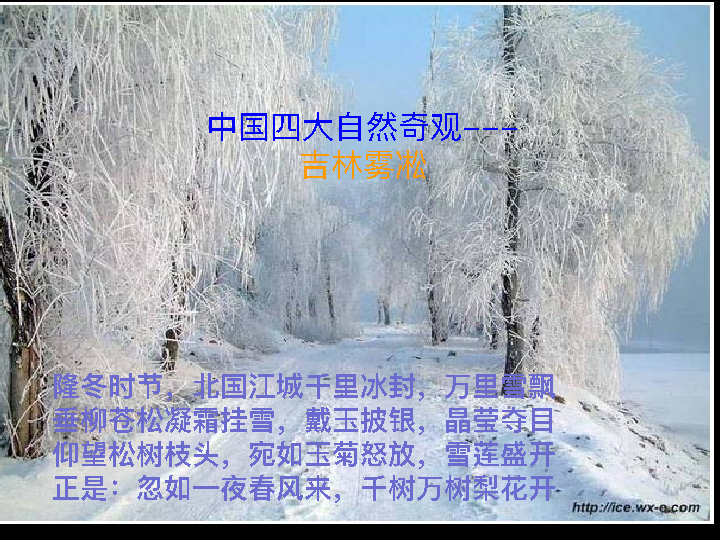 中国四大自然奇观---
吉林雾凇
隆冬时节，北国江城千里冰封，万里雪飘
垂柳苍松凝霜挂雪，戴玉披银，晶莹夺目
仰望松树枝头，宛如玉菊怒放，雪莲盛开
正是：忽如一夜春风来，千树万树梨花开
http://ice.wx-e.com